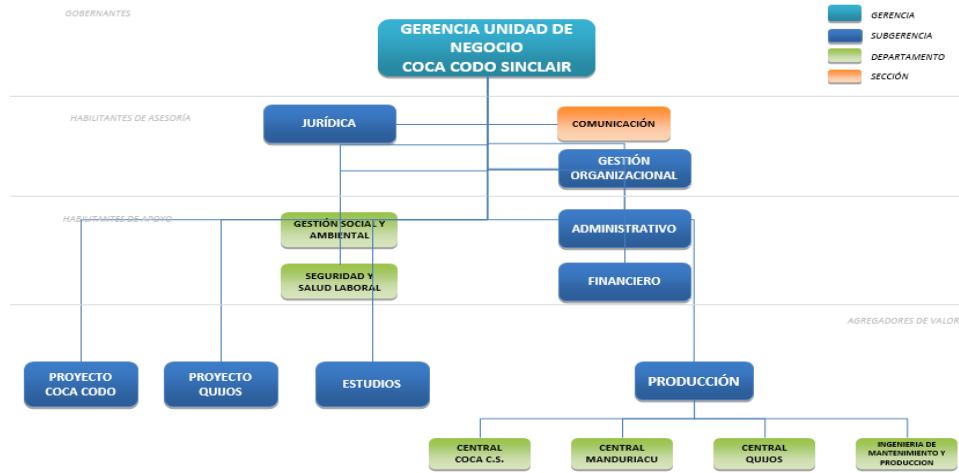 GOBERNANTES
GERENCIA UNIDAD DE
NEGOCIO
COCA CODO SINCLAIR
GERENCIA
SUBGERENCIA
DEPARTAMENTO
SECCIÓN
HABILITANTES DE ASESORÍA
JURÍDICA
COMUNICACIÓN
GESTIÓN
ORGANIZACIONAL
HABILITANTES DE APOYO
GESTIÓN SOCIAL Y
AMBIENTAL
ADMINISTRATIVO
SEGURIDAD Y
SALUD LABORAL
FINANCIERO
AGREGADORES DE VALOR
PROYECTO
COCA CODO
PROYECTO
QUIJOS
ESTUDIOS
PRODUCCIÓN
CENTRAL
COCA C.S.
CENTRAL
MANDURIACU
CENTRAL
QUIJOS
INGENIERIA DE
MANTENIMIENTO Y
PRODUCCION